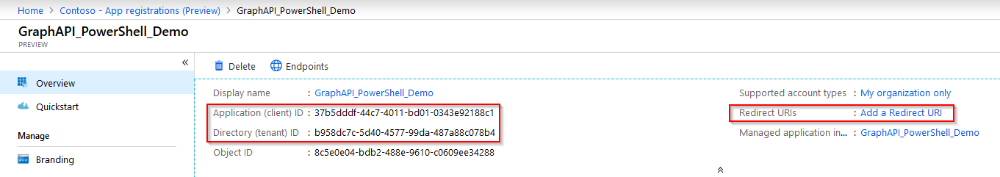 Home > Contoso - App registrations (Preview) > GraphAPI_PowerShell_Demo
GraphAPI_PowerShell_Demo
PREVIEW
«
Overview
Quickstart
Manage
Branding
Delete Endpoints
Display name : GraphAPI_PowerShell_Demo
Application (client) ID : 37b5dddf-44c7-4011-bd01-0343e92188c1
Directory (tenant) ID : b958dc7c-5d40-4577-99da-487a88c078b4
Object ID : 8c5e0e04-bdb2-488e-9610-c0609ee34288
Supported account types : My organization only
Redirect URIs : Add a Redirect URI
Managed application in... : GraphAPI_PowerShell_Demo